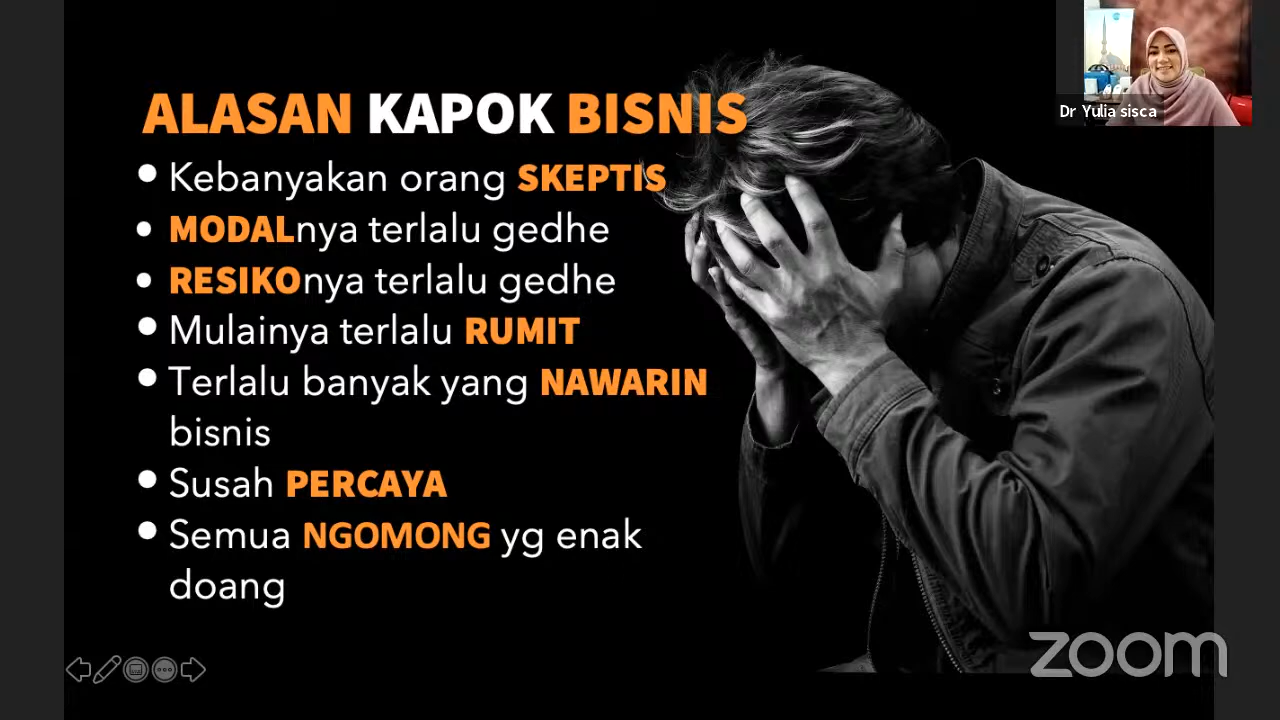 ALASAN KAPOK BISNIS
Kebanyakan orang SKEPTIS
MODALnya terlalu gedhe
RESIKOnya terlalu gedhe
Mulainya terlalu RUMIT
Terlalu banyak yang NAWARIN
bisnis
Susah PERCAYA
Semua NGOMONG yg enak
doang
Dr Yulia sisca
zoom